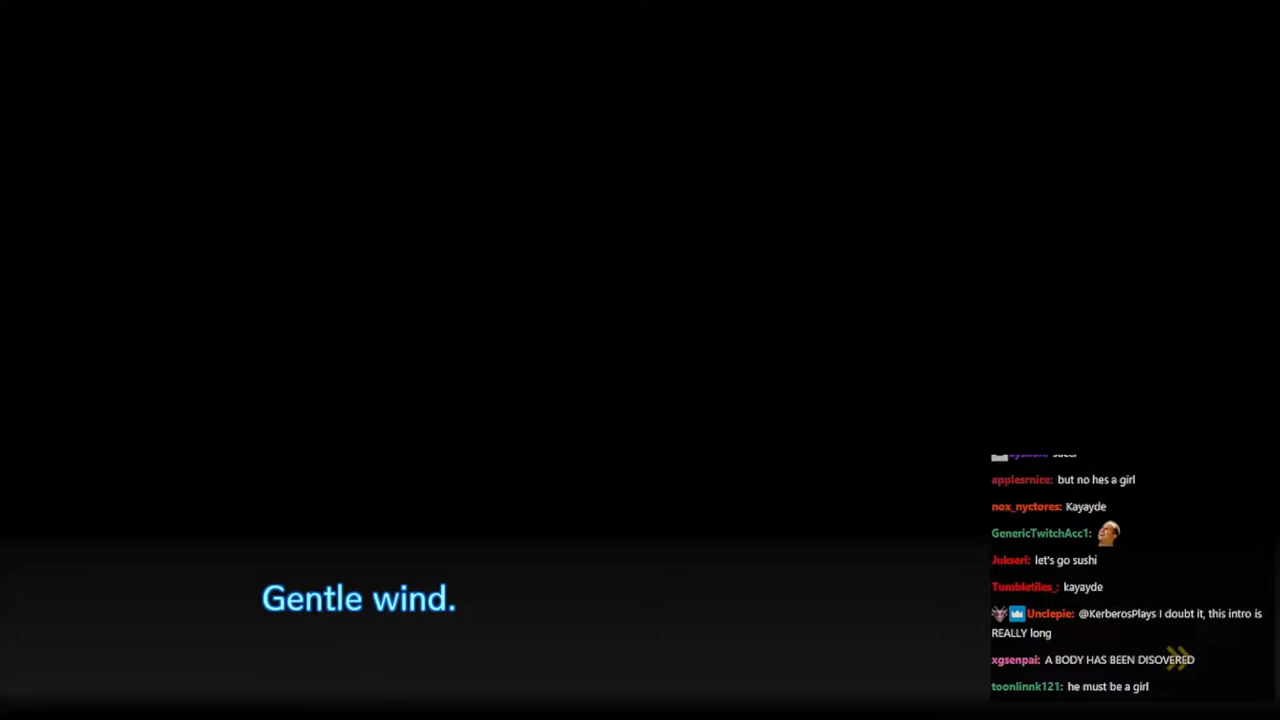 applesrnice: but no hes a girl
nox_nyctores: Kayayde
GenericTwitchAcc1:
Jukseri: let's go sushi
Tumbletiles_: kayayde
Unclepie: @KerberosPlays I doubt it, this intro is
REALLY long
xgsenpai: A BODY HAS BEEN DISOVERED
toonlinnk121: he must be a girl
Gentle wind.